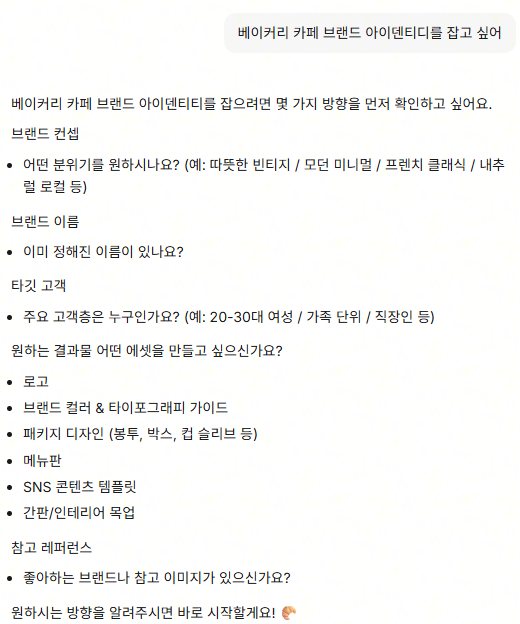 베이커리 카페 브랜드 아이덴티디를 잡고 싶어
베이커리 카페 브랜드 아이덴티티를 잡으려면 몇 가지 방향을 먼저 확인하고 싶어요.
브랜드 컨셉
• 어떤 분위기를 원하시나요? (예: 따뜻한 빈티지 / 모던 미니멀 / 프렌치 클래식 / 내추
럴 로컬 등)
브랜드 이름
• 이미 정해진 이름이 있나요?
타깃 고객
• 주요 고객층은 누구인가요? (예: 20-30대 여성 / 가족 단위 / 직장인 등)
원하는 결과물 어떤 에셋을 만들고 싶으신가요?
• 로고
• 브랜드 컬러 & 타이포그래피 가이드
• 패키지 디자인 (봉투, 박스, 컵 슬리브 등)
• 메뉴판
• SNS 콘텐츠 템플릿
• 간판/인테리어 목업
참고 레퍼런스
• 좋아하는 브랜드나 참고 이미지가 있으신가요?
원하시는 방향을 알려주시면 바로 시작할게요! 🥐